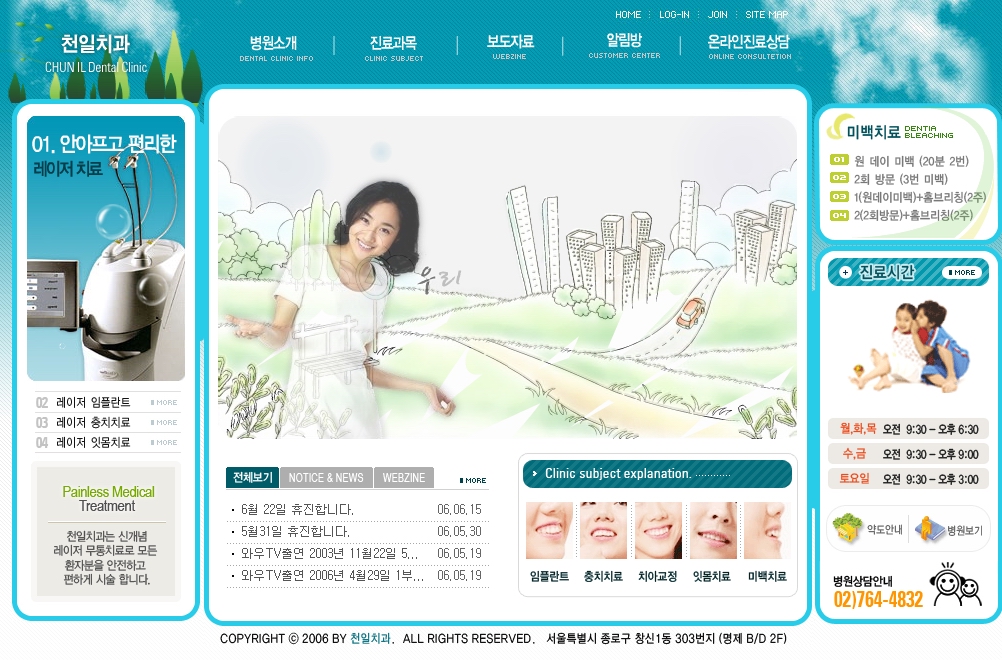 HOME : LOG-IN : JOIN : SITE MAP
천일치과
CHUN IL Dental Clinic
병원소개 진료과목 보도자료 알림방 온라인진료상담
DENTAL CLINIC INFO CLINIC SUBJECT WEBZINE CUSTOMER CENTER ONLINE CONSULTETION
01. 안아프고 편리한
레이저 치료
02 레이저 임플란트 MORE
03 레이저 충치치료 MORE
04 레이저 잇몸치료 MORE
Painless Medical
Treatment
천일치과는 신개념
레이저 무통치료로 모든
환자분을 안전하고
편하게 시술 합니다.
우리
전체보기 NOTICE & NEWS WEBZINE MORE
6월 22일 휴진합니다. 06,06,15
5월31일 휴진합니다. 06,05,30
와우TV출연 2003년 11월22일 5... 06,05,19
와우TV출연 2006년 4월29일 1부... 06,05,19
Clinic subject explanation. ............
임플란트 충치치료 치아교정 잇몸치료 미백치료
미백치료 DENTIA
BLEACHING
01 원 데이 미백 (20분 2번)
02 2회 방문 (3번 미백)
03 1(원데이미백)+홈브리칭(2주)
04 2(2회방문)+홈브리칭(2주)
진료시간 MORE
월,화,목 오전 9:30 – 오후 6:30
수,금 오전 9:30 – 오후 9:00
토요일 오전 9:30 – 오후 3:00
약도안내 병원보기
병원상담안내
02)764-4832
COPYRIGHT ⓒ 2006 BY 천일치과. ALL RIGHTS RESERVED. 서울특별시 종로구 창신1동 303번지 (명제 B/D 2F)